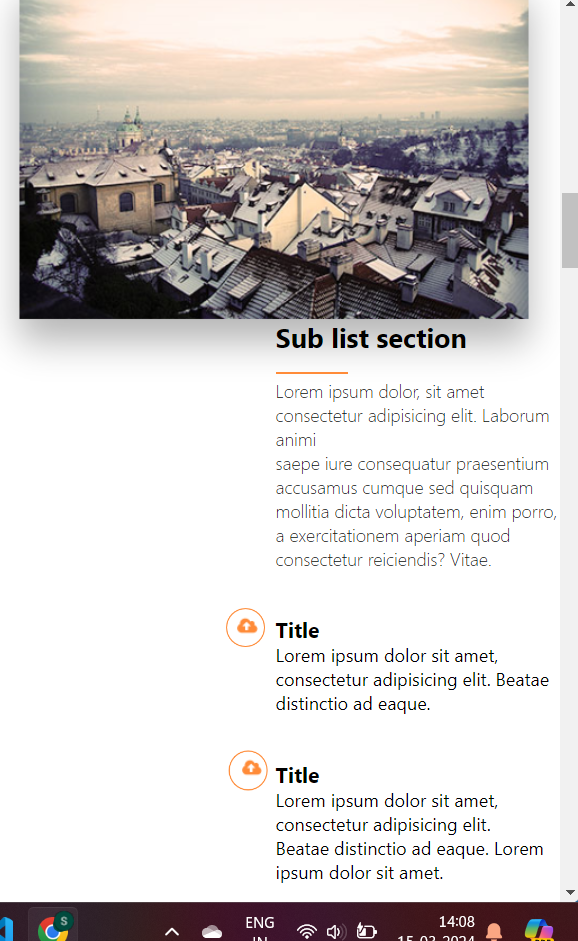 Sub list section
Lorem ipsum dolor, sit amet
consectetur adipisicing elit. Laborum
animi
saepe iure consequatur praesentium
accusamus cumque sed quisquam
mollitia dicta voluptatem, enim porro,
a exercitationem aperiam quod
consectetur reiciendis? Vitae.
Title
Lorem ipsum dolor sit amet,
consectetur adipisicing elit. Beatae
distinctio ad eaque.
Title
Lorem ipsum dolor sit amet,
consectetur adipisicing elit.
Beatae distinctio ad eaque. Lorem
ipsum dolor sit amet.
S
ENG
IN
14:08
15-03-2024